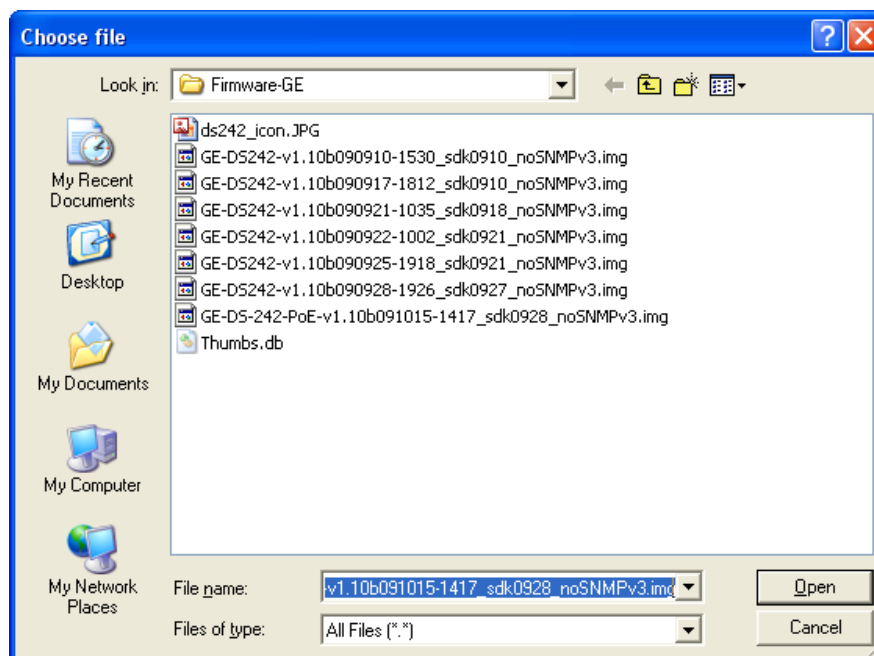 Choose file
Look in:
Firmware-GE
My Recent
Documents
Desktop
My Documents
My Computer
My Network
Places
ds242_icon.JPG
GE-DS242-v1.10b090910-1530_sdk0910_noSNMPv3.img
GE-DS242-v1.10b090917-1812_sdk0910_noSNMPv3.img
GE-DS242-v1.10b090921-1035_sdk0918_noSNMPv3.img
GE-DS242-v1.10b090922-1002_sdk0921_noSNMPv3.img
GE-DS242-v1.10b090925-1918_sdk0921_noSNMPv3.img
GE-DS242-v1.10b090928-1926_sdk0927_noSNMPv3.img
GE-DS-242-PoE-v1.10b091015-1417_sdk0928_noSNMPv3.img
Thumbs.db
File name:
-v1.10b091015-1417_sdk0928_noSNMPv3.img
Open
Files of type:
All Files (*.*)
Cancel